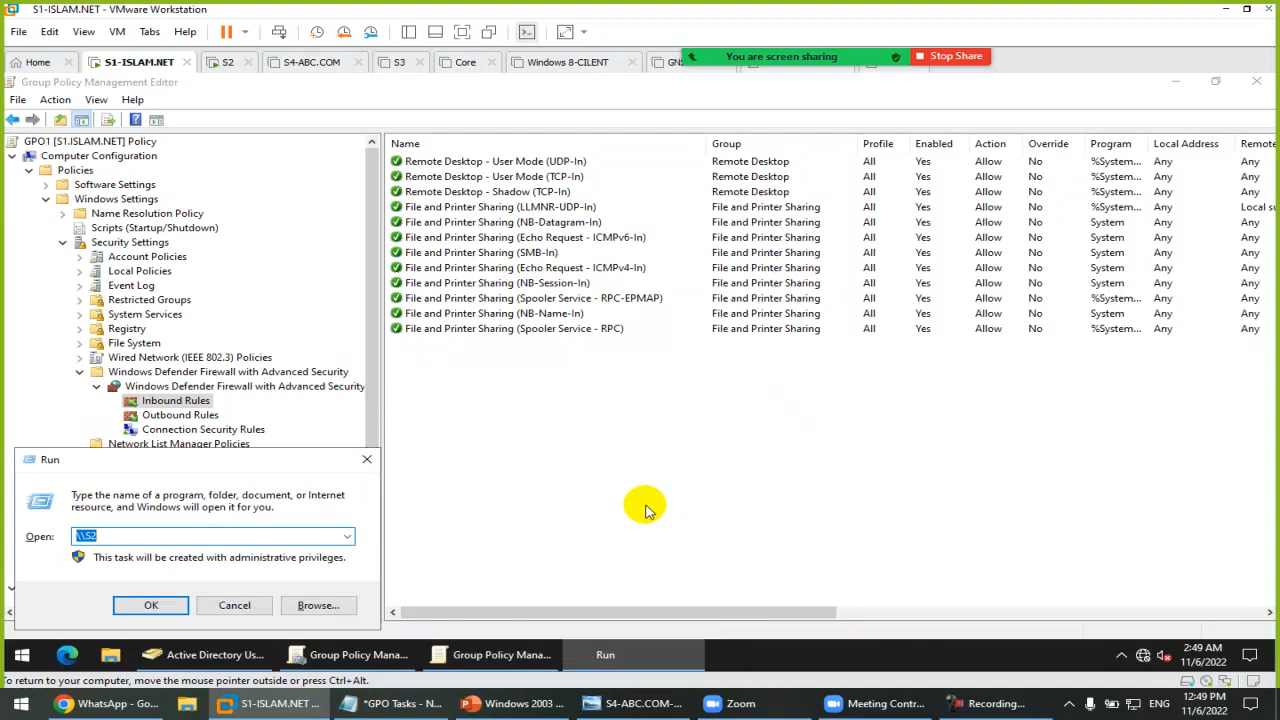 S1-ISLAM.NET - VMware Workstation
File Edit View VM Tabs Help
Home S1-ISLAM.NET S2 S4-ABC.COM S3 Core Windows 8-CILENT
You are screen sharing Stop Share
Group Policy Management Editor
File Action View Help
GPO1 [S1.ISLAM.NET] Policy
Computer Configuration
Policies
Software Settings
Windows Settings
Name Resolution Policy
Scripts (Startup/Shutdown)
Security Settings
Account Policies
Local Policies
Event Log
Restricted Groups
System Services
Registry
File System
Wired Network (IEEE 802.3) Policies
Windows Defender Firewall with Advanced Security
Windows Defender Firewall with Advanced Security
Inbound Rules
Outbound Rules
Connection Security Rules
Network List Manager Policies
Name Group Profile Enabled Action Override Program Local Address Remote
Remote Desktop - User Mode (UDP-In) Remote Desktop All Yes Allow No %System... Any Any
Remote Desktop - User Mode (TCP-In) Remote Desktop All Yes Allow No %System... Any Any
Remote Desktop - Shadow (TCP-In) Remote Desktop All Yes Allow No %System... Any Any
File and Printer Sharing (LLMNR-UDP-In) File and Printer Sharing All Yes Allow No %System... Any Local su
File and Printer Sharing (NB-Datagram-In) File and Printer Sharing All Yes Allow No System Any Any
File and Printer Sharing (Echo Request - ICMPv6-In) File and Printer Sharing All Yes Allow No System Any Any
File and Printer Sharing (SMB-In) File and Printer Sharing All Yes Allow No System Any Any
File and Printer Sharing (Echo Request - ICMPv4-In) File and Printer Sharing All Yes Allow No System Any Any
File and Printer Sharing (NB-Session-In) File and Printer Sharing All Yes Allow No System Any Any
File and Printer Sharing (Spooler Service - RPC-EPMAP) File and Printer Sharing All Yes Allow No %System... Any Any
File and Printer Sharing (NB-Name-In) File and Printer Sharing All Yes Allow No System Any Any
File and Printer Sharing (Spooler Service - RPC) File and Printer Sharing All Yes Allow No %System... Any Any
Run
Type the name of a program, folder, document, or Internet
resource, and Windows will open it for you.
Open: \\S2
This task will be created with administrative privileges.
OK Cancel Browse...
Active Directory Us... Group Policy Mana... Group Policy Mana... Run
2:49 AM
11/6/2022
To return to your computer, move the mouse pointer outside or press Ctrl+Alt.
WhatsApp - Go... S1-ISLAM.NET ... *GPO Tasks - N... Windows 2003 ... S4-ABC.COM-... Zoom Meeting Contr... Recording... ENG
12:49 PM
11/6/2022